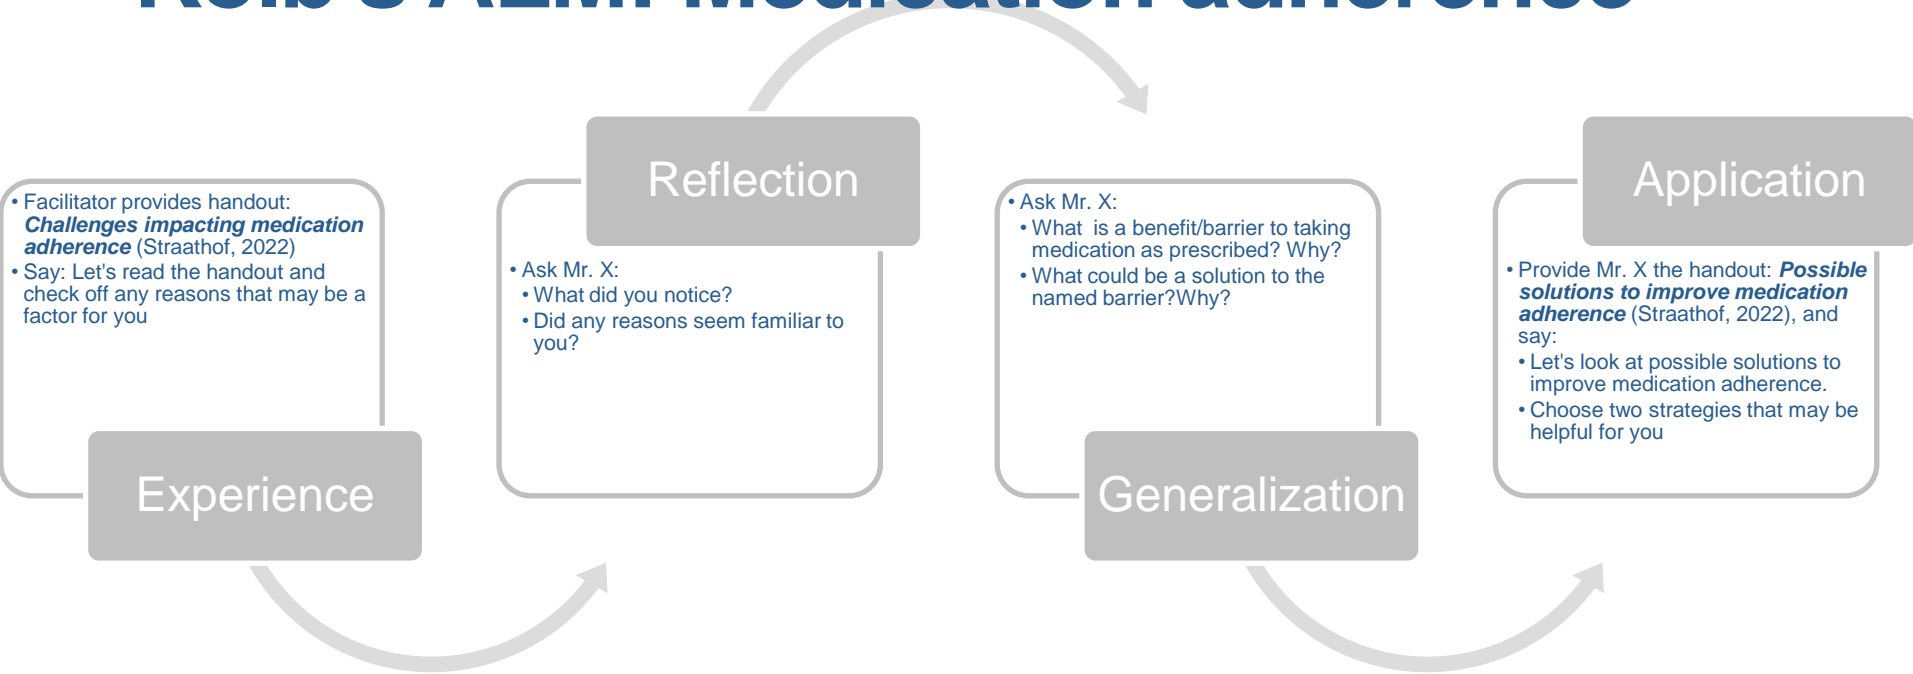 Kolb's ALM: Medication adherence
• Facilitator provides handout:
Challenges impacting medication
adherence (Straathof, 2022)
• Say: Let's read the handout and
check off any reasons that may be a
factor for you
Experience
Reflection
• Ask Mr. X:
• What did you notice?
• Did any reasons seem familiar to
you?
• Ask Mr. X:
• What  is a benefit/barrier to taking
medication as prescribed? Why?
• What could be a solution to the
named barrier?Why?
Generalization
Application
• Provide Mr. X the handout: Possible
solutions to improve medication
adherence (Straathof, 2022), and
say:
• Let's look at possible solutions to
improve medication adherence.
• Choose two strategies that may be
helpful for you